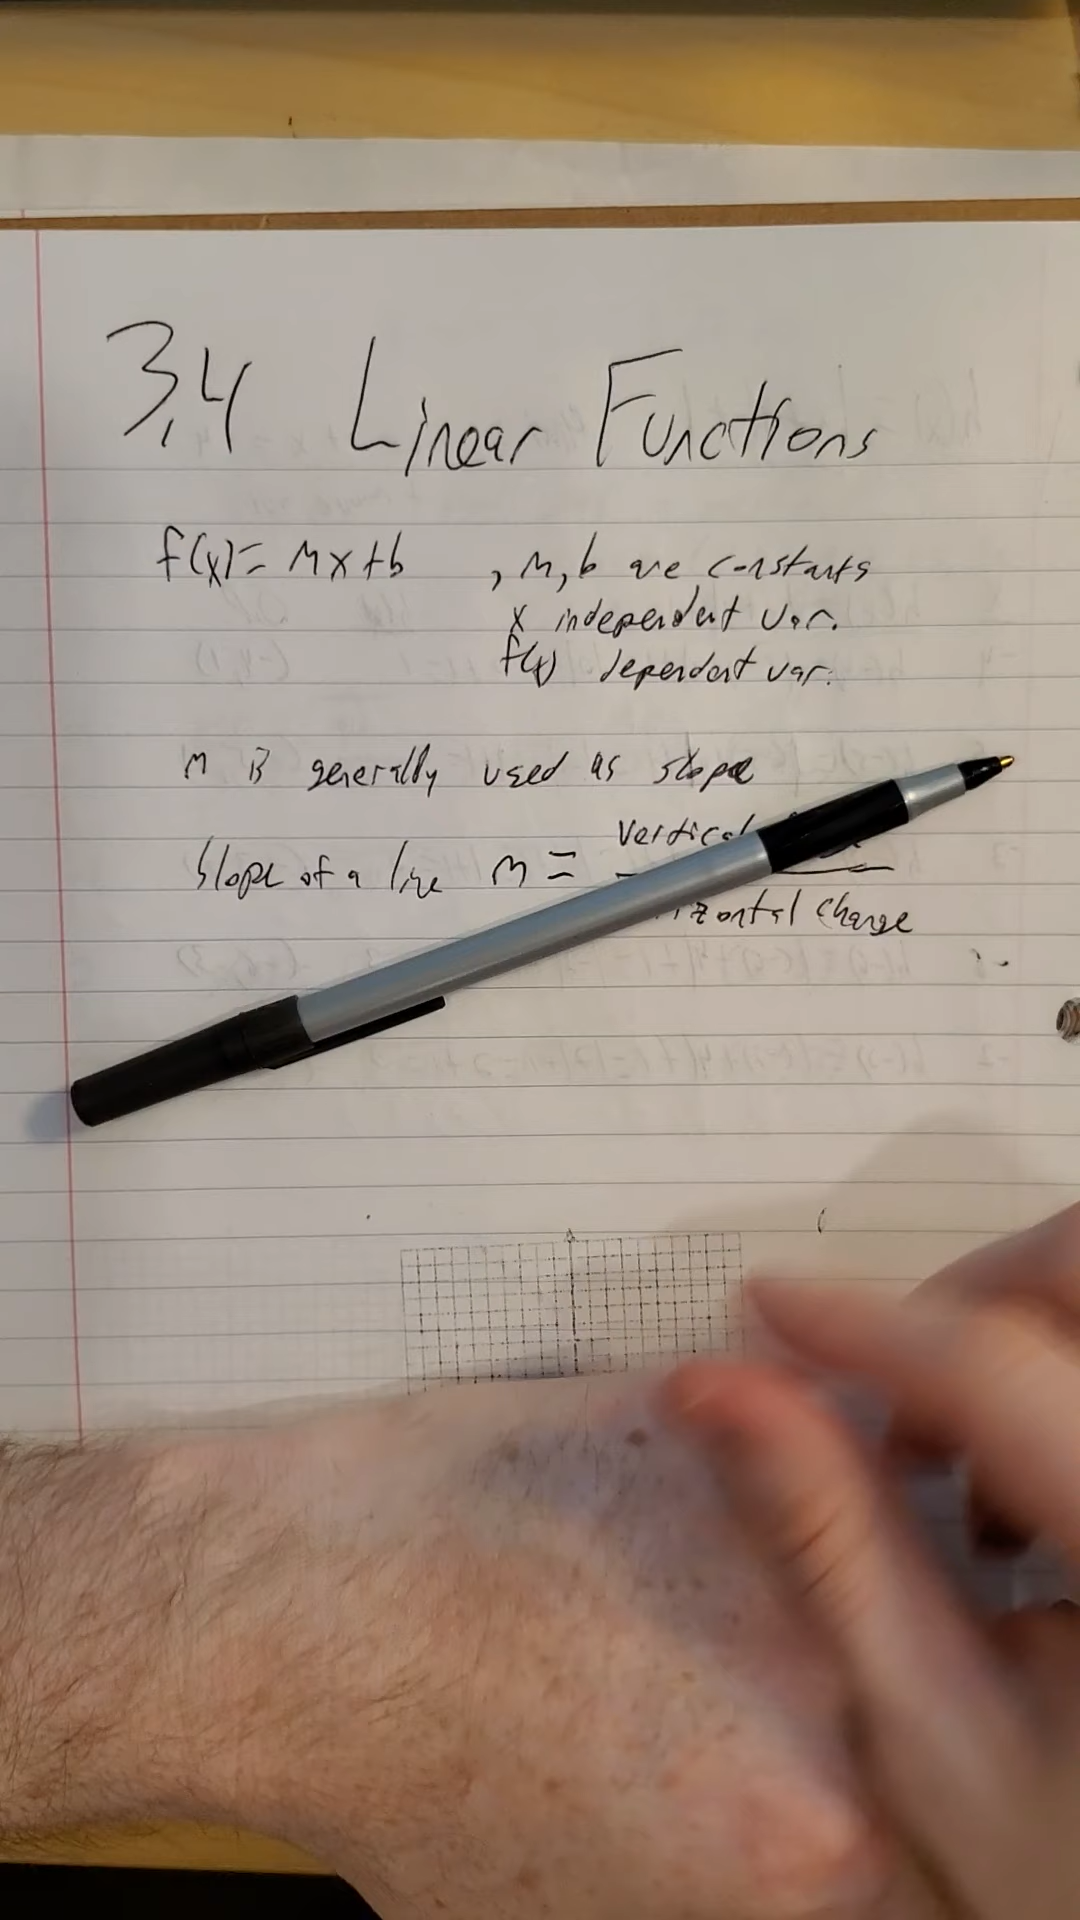 3.4 Linear Functions
f(x)= mx+b , m, b are constants
x independent var.
f(x) dependent var.
m is generally used as slope
Slope of a line m = vertical
horizontal change